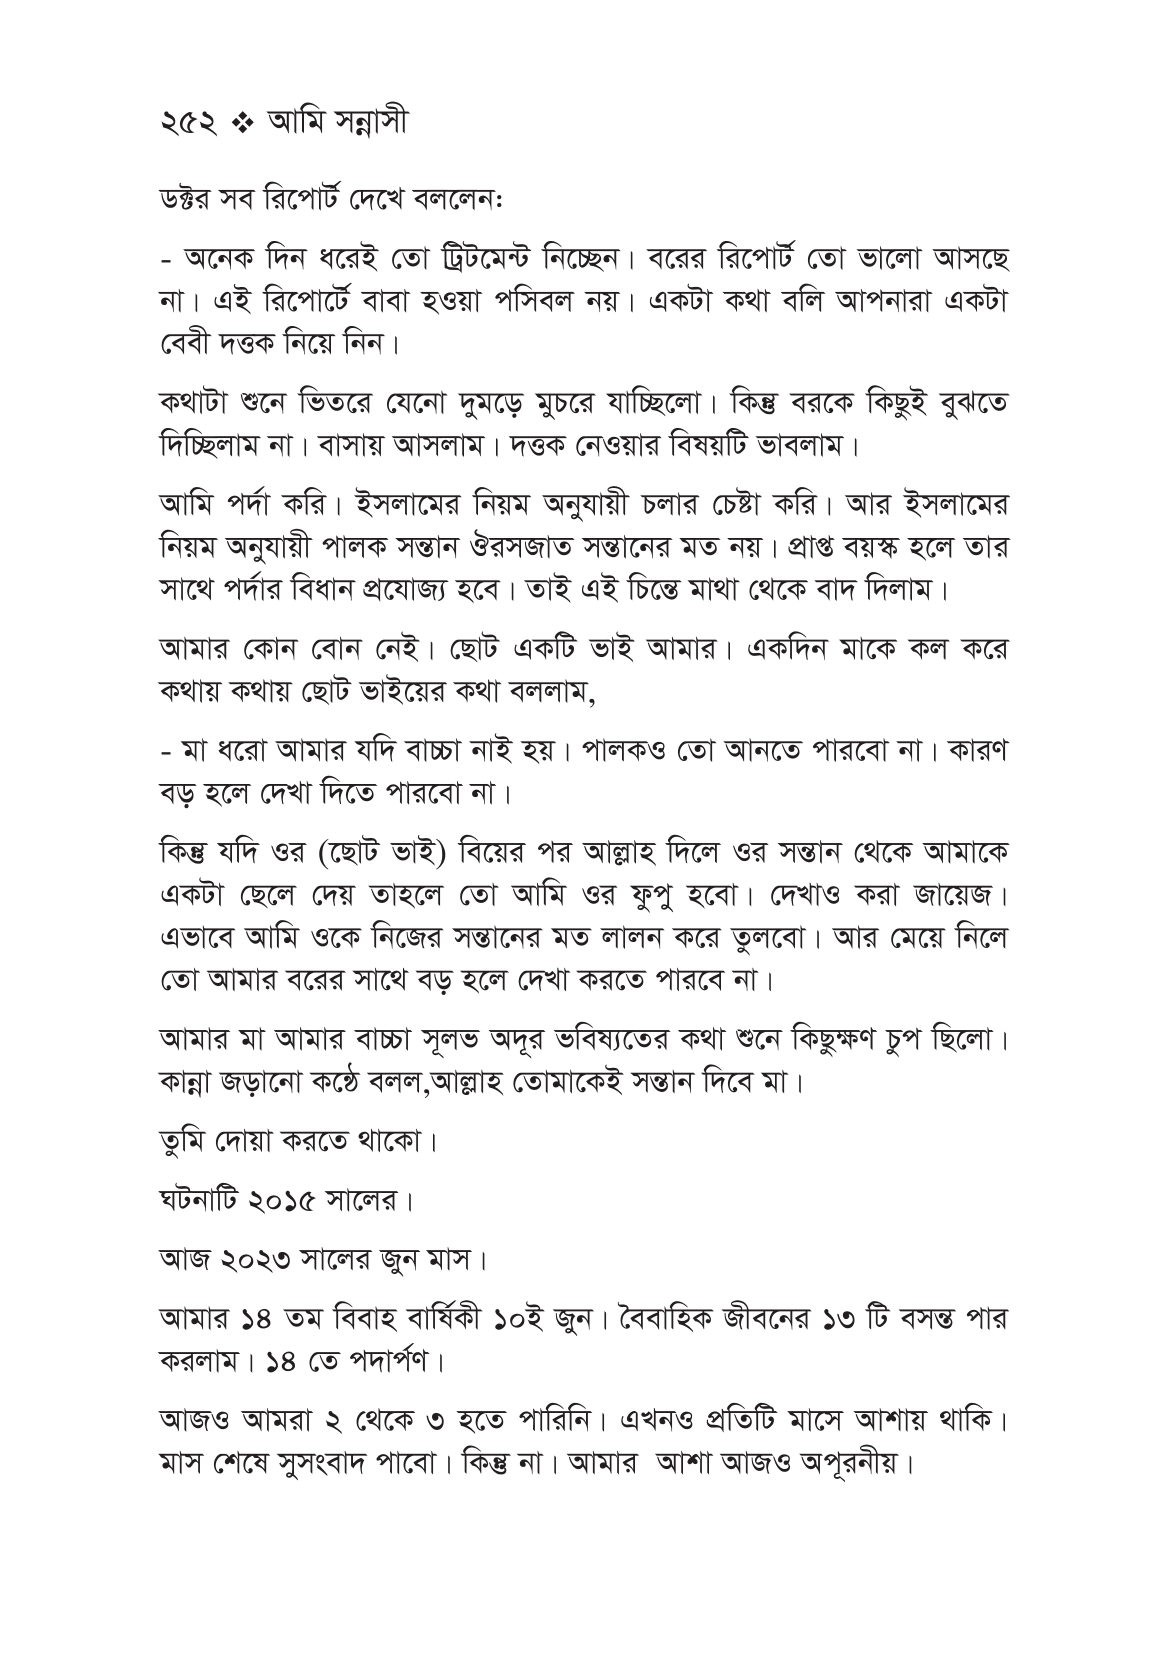 ২৫২ ❖ আমি সন্নাসী
ডক্টর সব রিপোর্ট দেখে বললেন:
- অনেক দিন ধরেই তো ট্রিটমেন্ট নিচ্ছেন। বরের রিপোর্ট তো ভালো আসছে
না। এই রিপোর্টে বাবা হওয়া পসিবল নয়। একটা কথা বলি আপনারা একটা
বেবী দত্তক নিয়ে নিন।
কথাটা শুনে ভিতরে যেনো দুমড়ে মুচরে যাচ্ছিলো। কিন্তু বরকে কিছুই বুঝতে
দিচ্ছিলাম না। বাসায় আসলাম। দত্তক নেওয়ার বিষয়টি ভাবলাম।
আমি পর্দা করি। ইসলামের নিয়ম অনুযায়ী চলার চেষ্টা করি। আর ইসলামের
নিয়ম অনুযায়ী পালক সন্তান ঔরসজাত সন্তানের মত নয়। প্রাপ্ত বয়স্ক হলে তার
সাথে পর্দার বিধান প্রযোজ্য হবে। তাই এই চিন্তে মাথা থেকে বাদ দিলাম।
আমার কোন বোন নেই। ছোট একটি ভাই আমার। একদিন মাকে কল করে
কথায় কথায় ছোট ভাইয়ের কথা বললাম,
- মা ধরো আমার যদি বাচ্চা নাই হয়। পালকও তো আনতে পারবো না। কারণ
বড় হলে দেখা দিতে পারবো না।
কিন্তু যদি ওর (ছোট ভাই) বিয়ের পর আল্লাহ দিলে ওর সন্তান থেকে আমাকে
একটা ছেলে দেয় তাহলে তো আমি ওর ফুপু হবো। দেখাও করা জায়েজ।
এভাবে আমি ওকে নিজের সন্তানের মত লালন করে তুলবো। আর মেয়ে নিলে
তো আমার বরের সাথে বড় হলে দেখা করতে পারবে না।
আমার মা আমার বাচ্চা সূলভ অদূর ভবিষ্যতের কথা শুনে কিছুক্ষণ চুপ ছিলো।
কান্না জড়ানো কন্ঠে বলল,আল্লাহ তোমাকেই সন্তান দিবে মা।
তুমি দোয়া করতে থাকো।
ঘটনাটি ২০১৫ সালের।
আজ ২০২৩ সালের জুন মাস।
আমার ১৪ তম বিবাহ বার্ষিকী ১০ই জুন। বৈবাহিক জীবনের ১৩ টি বসন্ত পার
করলাম। ১৪ তে পদার্পণ।
আজও আমরা ২ থেকে ৩ হতে পারিনি। এখনও প্রতিটি মাসে আশায় থাকি।
মাস শেষে সুসংবাদ পাবো। কিন্তু না। আমার  আশা আজও অপূরনীয়।